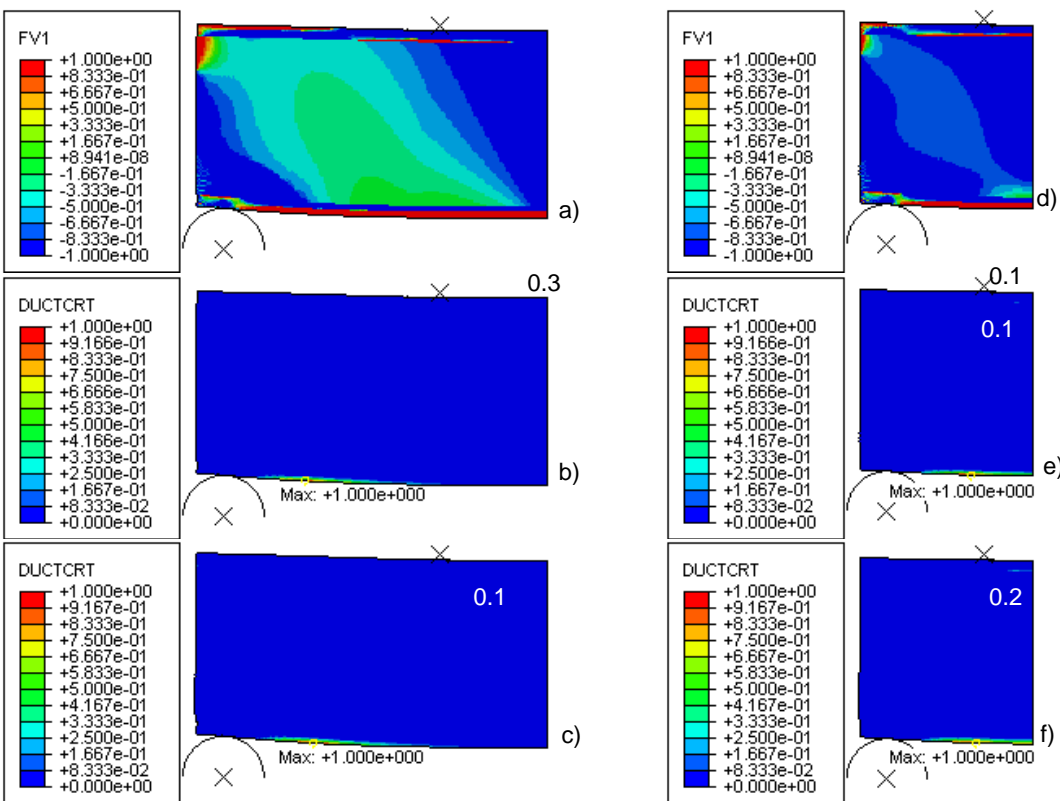 FV1
+1.000e+00
+8.333e-01
+6.667e-01
+5.000e-01
+3.333e-01
+1.667e-01
+8.941e-08
-1.667e-01
-3.333e-01
-5.000e-01
-6.667e-01
-8.333e-01
-1.000e+00
a)
FV1
+1.000e+00
+8.333e-01
+6.667e-01
+5.000e-01
+3.333e-01
+1.667e-01
+8.941e-08
-1.667e-01
-3.333e-01
-5.000e-01
-6.667e-01
-8.333e-01
-1.000e+00
d)
DUCTCRT
+1.000e+00
+9.166e-01
+8.333e-01
+7.500e-01
+6.666e-01
+5.833e-01
+4.166e-01
+3.333e-01
+2.500e-01
+1.667e-01
+8.333e-02
+0.000e+00
0.3
b)
Max: +1.000e+000
DUCTCRT
+1.000e+00
+9.166e-01
+8.333e-01
+7.500e-01
+6.666e-01
+5.833e-01
+4.166e-01
+3.333e-01
+2.500e-01
+1.667e-01
+8.333e-02
+0.000e+00
0.1
0.1
e)
Max: +1.000e+000
DUCTCRT
+1.000e+00
+9.167e-01
+8.333e-01
+7.500e-01
+6.667e-01
+5.833e-01
+5.000e-01
+4.167e-01
+3.333e-01
+2.500e-01
+1.667e-01
+8.333e-02
+0.000e+00
0.1
c)
Max: +1.000e+000
DUCTCRT
+1.000e+00
+9.167e-01
+8.333e-01
+7.500e-01
+6.667e-01
+5.833e-01
+5.000e-01
+4.167e-01
+3.333e-01
+2.500e-01
+1.667e-01
+8.333e-02
+0.000e+00
0.2
f)
Max: +1.000e+000